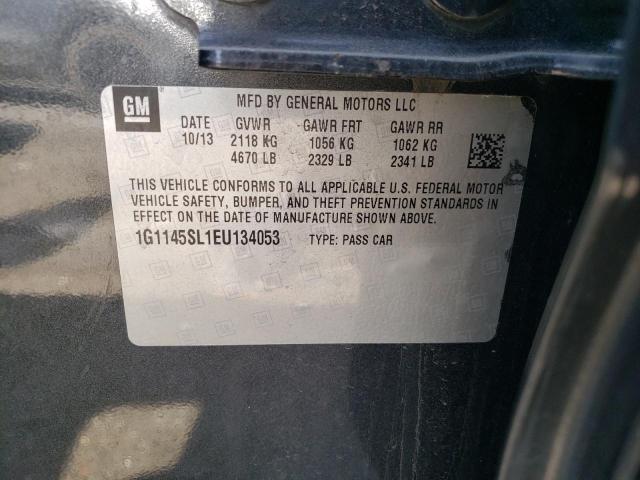 GM
MFD BY GENERAL MOTORS LLC
DATE GVWR GAWR FRT GAWR RR
10/13 2118 KG 1056 KG 1062 KG
4670 LB 2329 LB 2341 LB
THIS VEHICLE CONFORMS TO ALL APPLICABLE U.S. FEDERAL MOTOR
VEHICLE SAFETY, BUMPER, AND THEFT PREVENTION STANDARDS IN
EFFECT ON THE DATE OF MANUFACTURE SHOWN ABOVE.
1G1145SL1EU134053 TYPE: PASS CAR